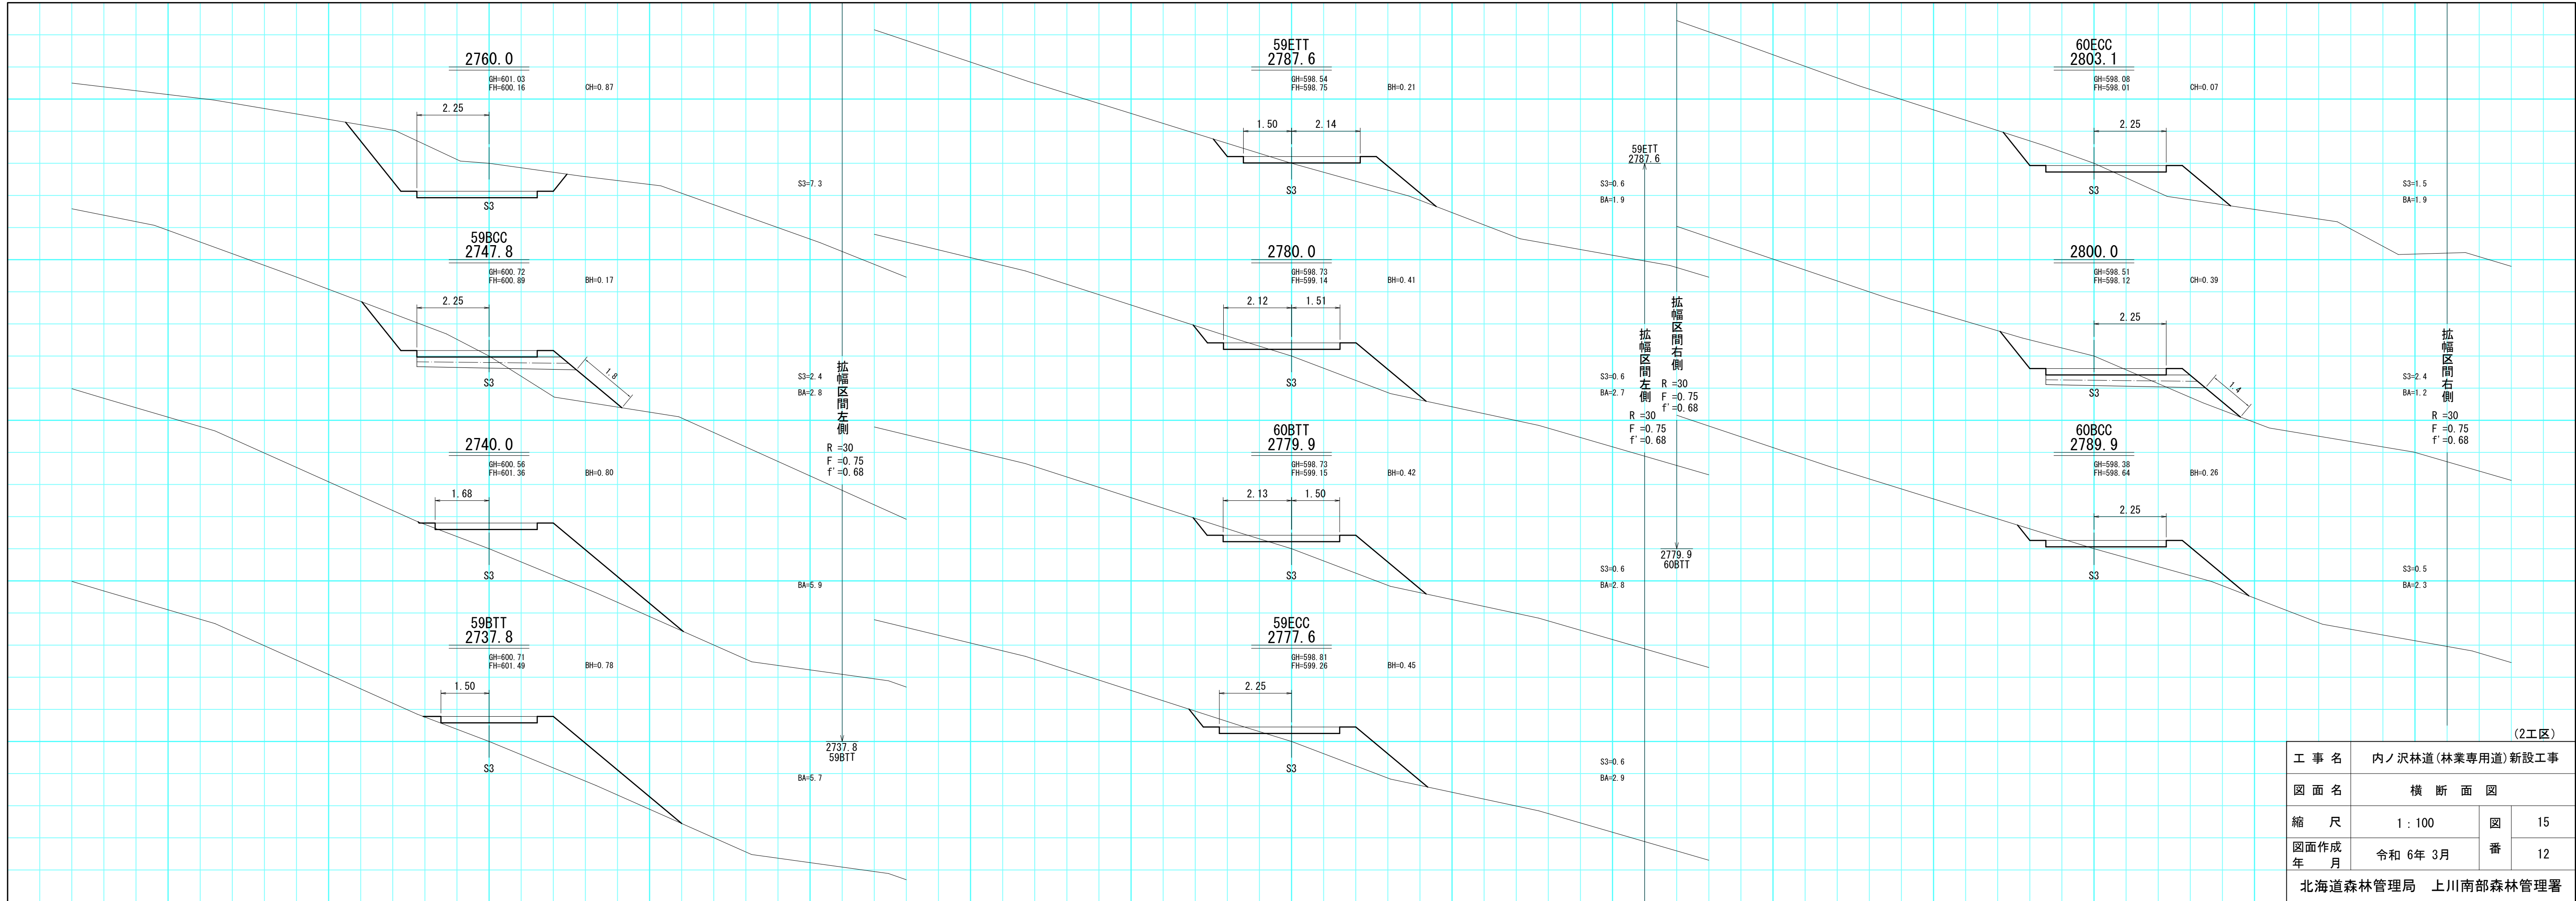 2760.0
GH=601.03
FH=600.16
CH=0.87
2.25
S3
S3=7.3
59BCC
2747.8
GH=600.72
FH=600.89
BH=0.17
2.25
1.8
S3
S3=2.4
BA=2.8
2740.0
GH=600.56
FH=601.36
BH=0.80
1.68
S3
BA=5.9
59BTT
2737.8
GH=600.71
FH=601.49
BH=0.78
1.50
S3
BA=5.7
拡幅区間左側
R =30
F =0.75
f'=0.68
2737.8
59BTT
59ETT
2787.6
GH=598.54
FH=598.75
BH=0.21
1.50 2.14
S3
S3=0.6
BA=1.9
2780.0
GH=598.73
FH=599.14
BH=0.41
2.12 1.51
S3
S3=0.6
BA=2.7
60BTT
2779.9
GH=598.73
FH=599.15
BH=0.42
2.13 1.50
S3
S3=0.6
BA=2.8
59ECC
2777.6
GH=598.81
FH=599.26
BH=0.45
2.25
S3
S3=0.6
BA=2.9
59ETT
2787.6
拡幅区間左側
R =30
F =0.75
f'=0.68
拡幅区間右側
R =30
F =0.75
f'=0.68
2779.9
60BTT
60ECC
2803.1
GH=598.08
FH=598.01
CH=0.07
2.25
S3
S3=1.5
BA=1.9
2800.0
GH=598.51
FH=598.12
CH=0.39
2.25
1.4
S3
S3=2.4
BA=1.2
60BCC
2789.9
GH=598.38
FH=598.64
BH=0.26
2.25
S3
S3=0.5
BA=2.3
拡幅区間右側
R =30
F =0.75
f'=0.68
(2工区)
工 事 名 内ノ沢林道(林業専用道)新設工事
図 面 名 横 断 面 図
縮 尺 1：100 図番 15
図面作成年 月 令和 6年 3月 12
北海道森林管理局 上川南部森林管理署